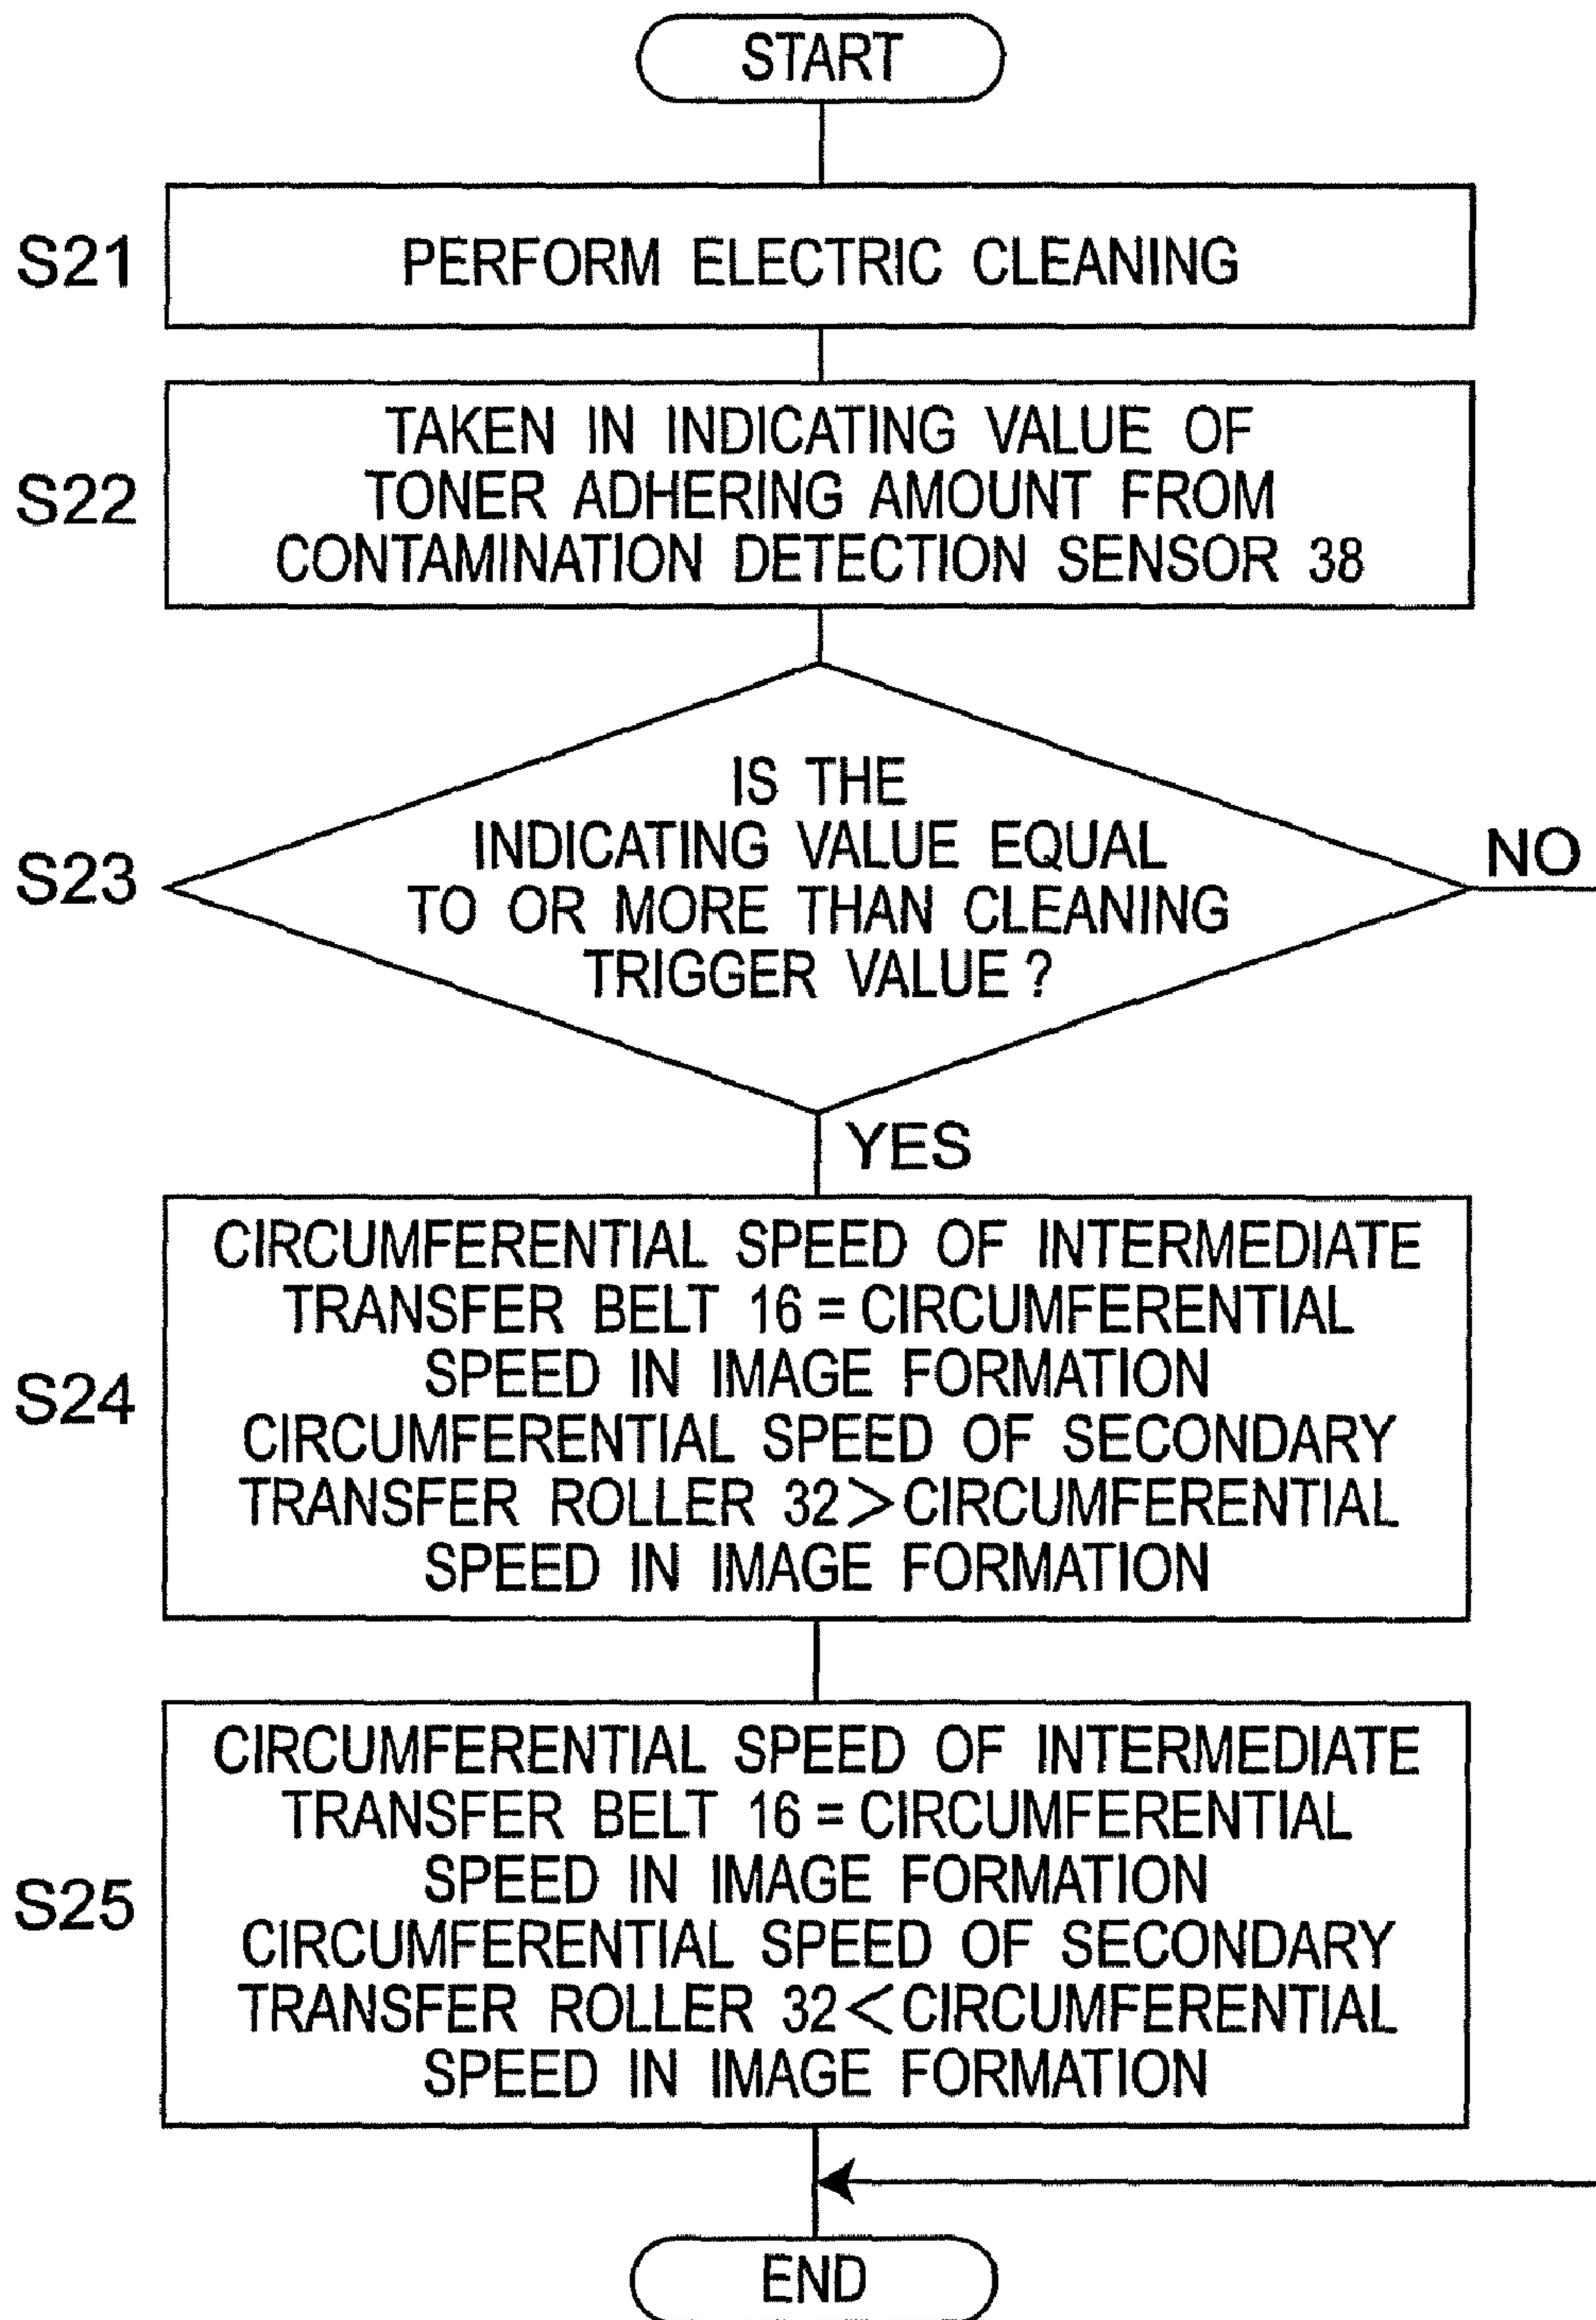 START
S21
PERFORM ELECTRIC CLEANING
S22
TAKEN IN INDICATING VALUE OF
TONER ADHERING AMOUNT FROM
CONTAMINATION DETECTION SENSOR 38
S23
IS THE
INDICATING VALUE EQUAL
TO OR MORE THAN CLEANING
TRIGGER VALUE ?
NO
YES
S24
CIRCUMFERENTIAL SPEED OF INTERMEDIATE
TRANSFER BELT 16 = CIRCUMFERENTIAL
SPEED IN IMAGE FORMATION
CIRCUMFERENTIAL SPEED OF SECONDARY
TRANSFER ROLLER 32 > CIRCUMFERENTIAL
SPEED IN IMAGE FORMATION
S25
CIRCUMFERENTIAL SPEED OF INTERMEDIATE
TRANSFER BELT 16 = CIRCUMFERENTIAL
SPEED IN IMAGE FORMATION
CIRCUMFERENTIAL SPEED OF SECONDARY
TRANSFER ROLLER 32 < CIRCUMFERENTIAL
SPEED IN IMAGE FORMATION
END